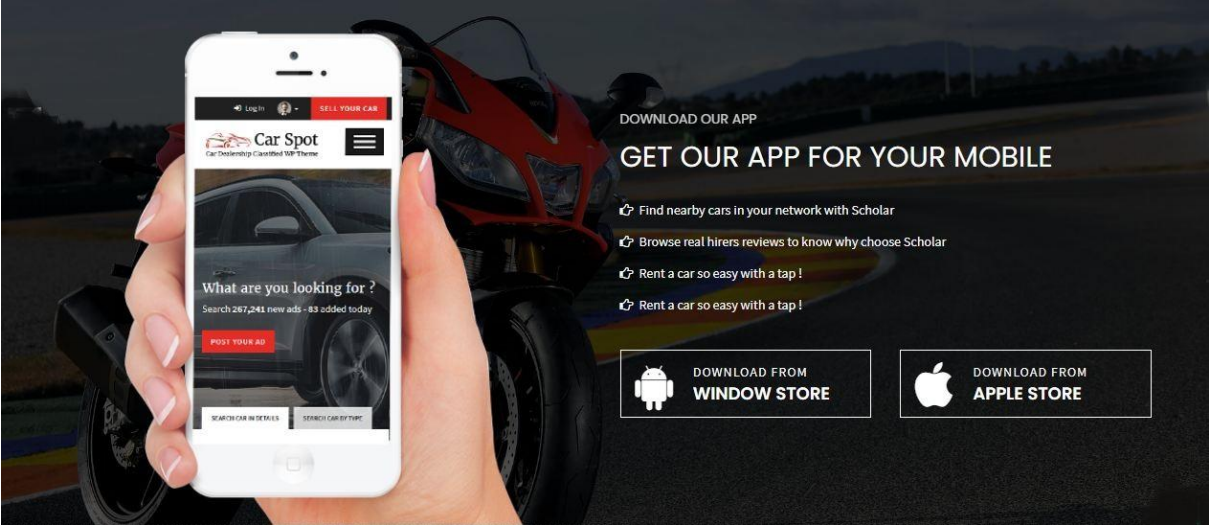 Log In
SELL YOUR CAR
Car Spot
Car Dealership Classified WP Theme
What are you looking for ?
Search 267,241 new ads - 83 added today
POST YOUR AD
SEARCH CAR IN DETAILS
SEARCH CAR BY TYPE
DOWNLOAD OUR APP
GET OUR APP FOR YOUR MOBILE
Find nearby cars in your network with Scholar
Browse real hirers reviews to know why choose Scholar
Rent a car so easy with a tap !
Rent a car so easy with a tap !
DOWNLOAD FROM
WINDOW STORE
DOWNLOAD FROM
APPLE STORE